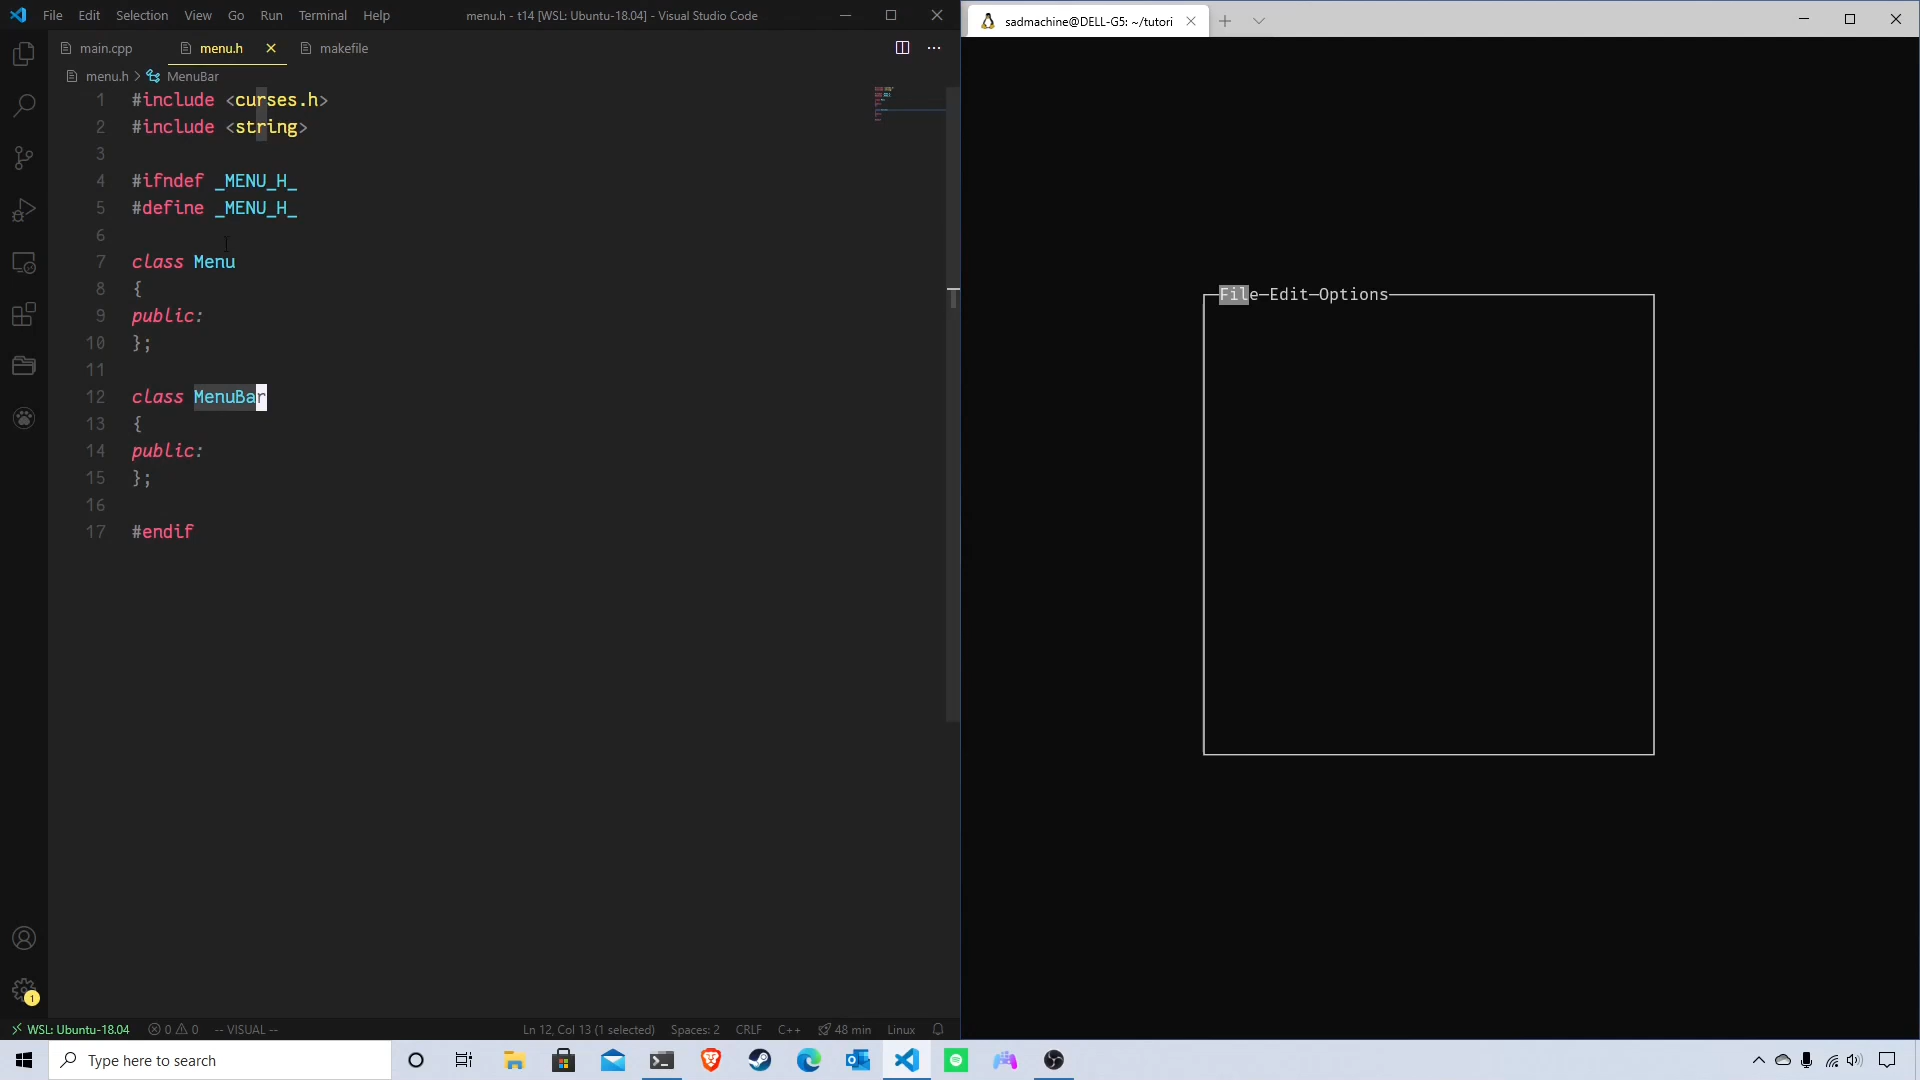 File Edit Selection View Go Run Terminal Help
menu.h - t14 [WSL: Ubuntu-18.04] - Visual Studio Code
main.cpp
menu.h
makefile
menu.h > MenuBar
1 #include <curses.h>
2 #include <string>
3
4 #ifndef _MENU_H_
5 #define _MENU_H_
6
7 class Menu
8 {
9 public:
10 };
11
12 class MenuBar
13 {
14 public:
15 };
16
17 #endif
1
WSL: Ubuntu-18.04
0
0
-- VISUAL --
Ln 12, Col 13 (1 selected)
Spaces: 2
CRLF
C++
48 min
Linux
sadmachine@DELL-G5: ~/tutori
File─Edit─Options
Type here to search